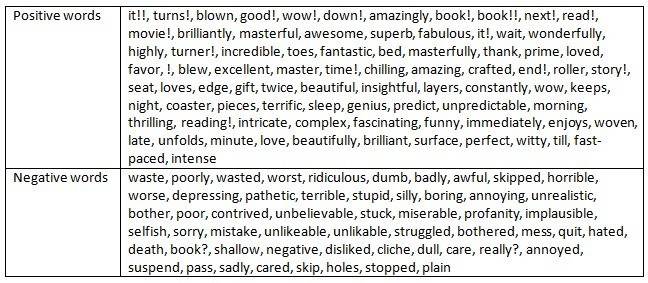 Positive words
it!!, turns!, blown, good!, wow!, down!, amazingly, book!, book!!, next!, read!,
movie!, brilliantly, masterful, awesome, superb, fabulous, it!, wait, wonderfully,
highly, turner!, incredible, toes, fantastic, bed, masterfully, thank, prime, loved,
favor, !, blew, excellent, master, time!, chilling, amazing, crafted, end!, roller, story!,
seat, loves, edge, gift, twice, beautiful, insightful, layers, constantly, wow, keeps,
night, coaster, pieces, terrific, sleep, genius, predict, unpredictable, morning,
thrilling, reading!, intricate, complex, fascinating, funny, immediately, enjoys, woven,
late, unfolds, minute, love, beautifully, brilliant, surface, perfect, witty, till, fast-
paced, intense
Negative words
waste, poorly, wasted, worst, ridiculous, dumb, badly, awful, skipped, horrible,
worse, depressing, pathetic, terrible, stupid, silly, boring, annoying, unrealistic,
bother, poor, contrived, unbelievable, stuck, miserable, profanity, implausible,
selfish, sorry, mistake, unlikeable, unlikable, struggled, bothered, mess, quit, hated,
death, book?, shallow, negative, disliked, cliche, dull, care, really?, annoyed,
suspend, pass, sadly, cared, skip, holes, stopped, plain